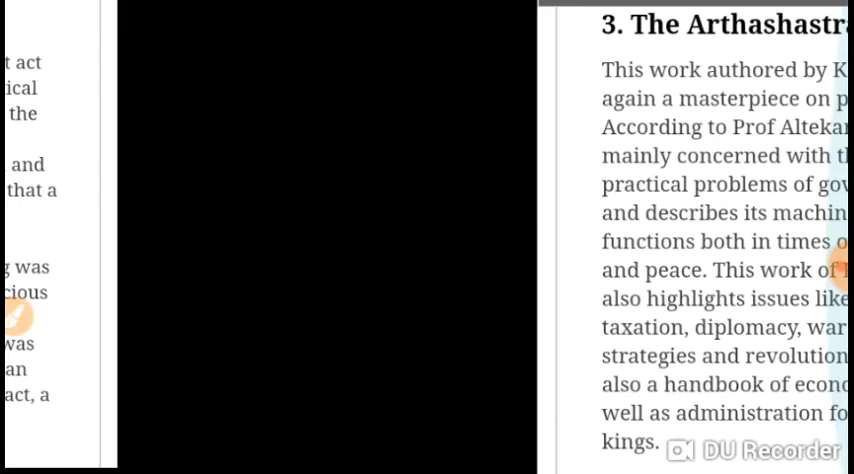 t act
ical
the
and
that a
was
cious
was
an
act, a
3. The Arthashastr
This work authored by K
again a masterpiece on p
According to Prof Alteka
mainly concerned with t
practical problems of gov
and describes its machin
functions both in times o
and peace. This work of
also highlights issues like
taxation, diplomacy, war
strategies and revolution
also a handbook of econo
well as administration fo
kings.
DU Recorder